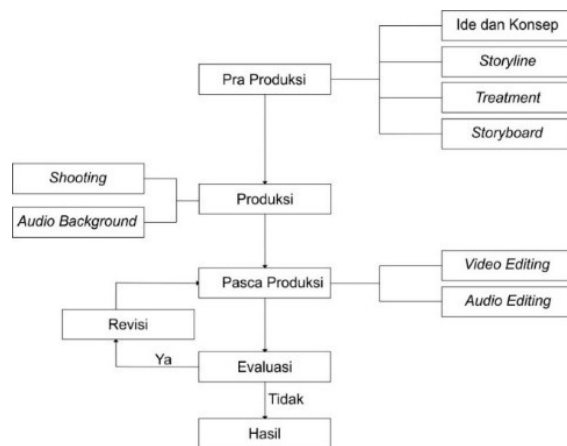 Ide dan Konsep
Pra Produksi
Storyline
Treatment
Storyboard
Shooting
Produksi
Audio Background
Video Editing
Pasca Produksi
Audio Editing
Revisi
Ya
Evaluasi
Tidak
Hasil